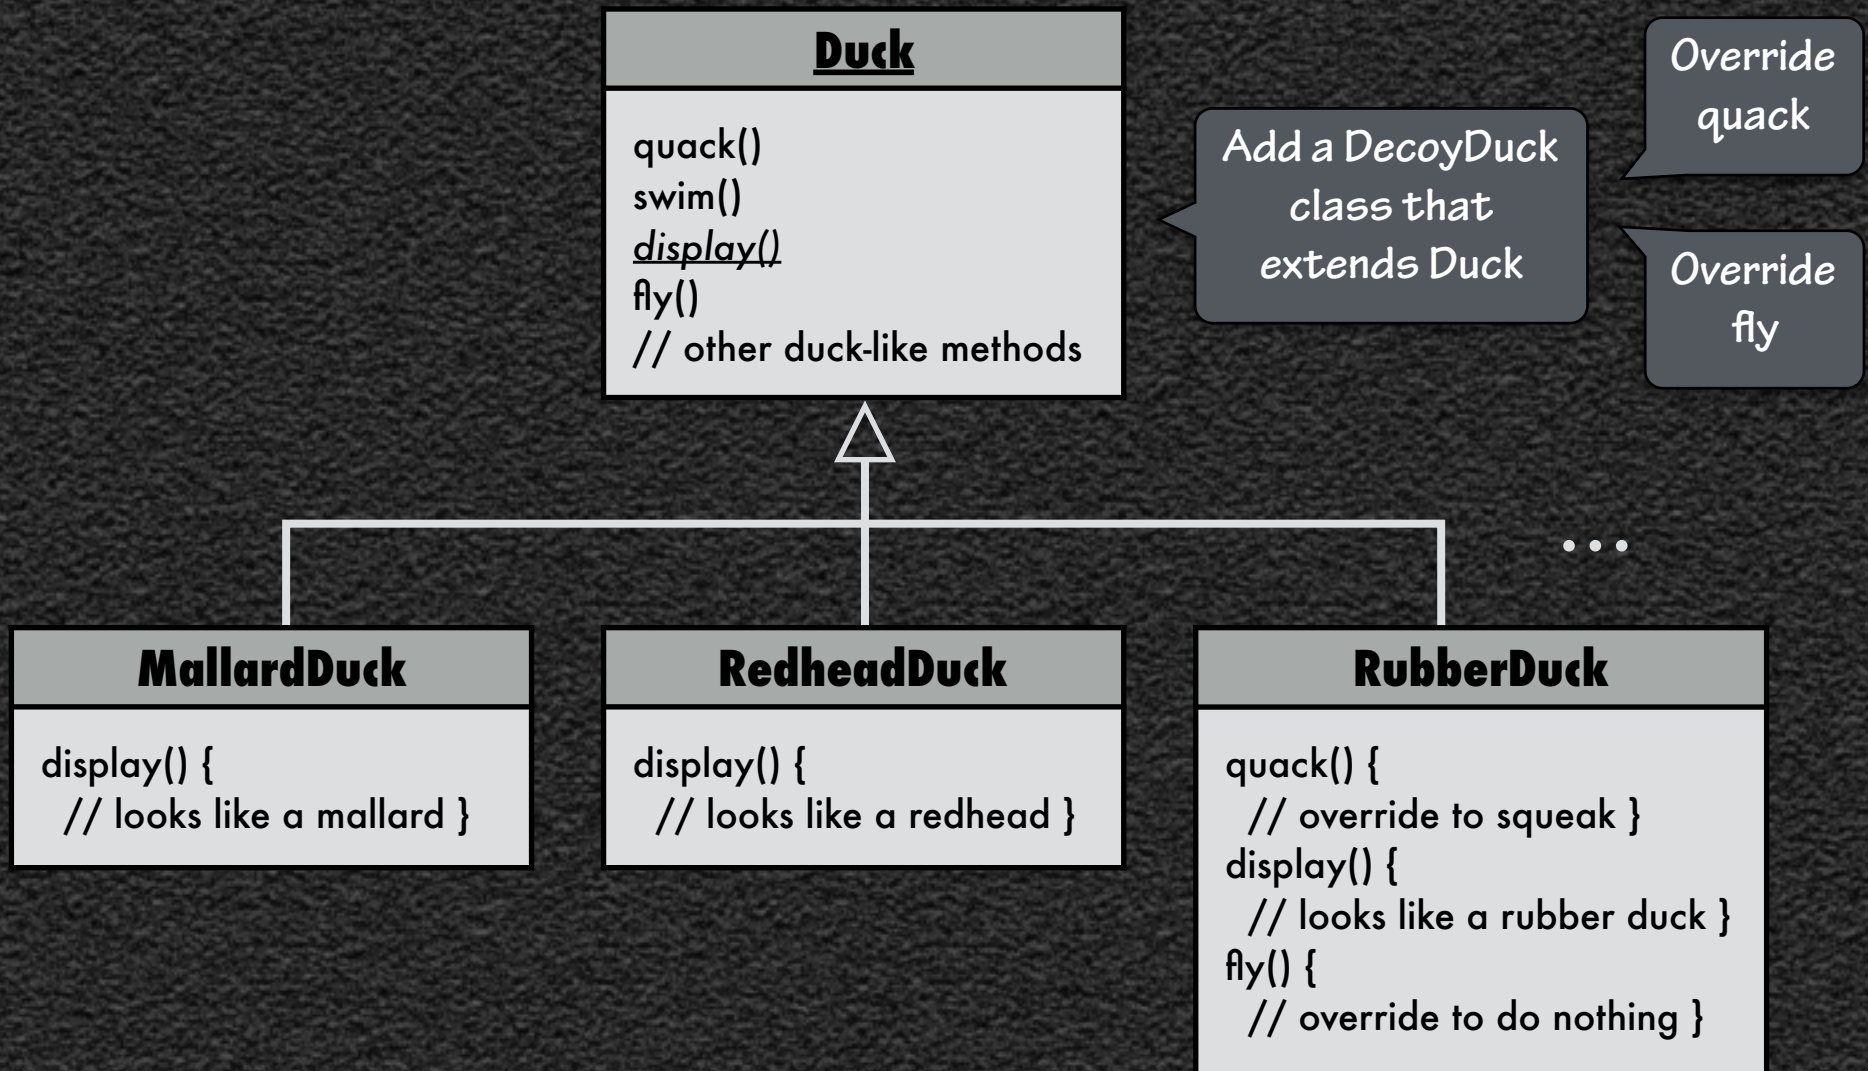 Duck
quack()
swim()
display()
fly()
// other duck-like methods
Add a DecoyDuck
class that
extends Duck
Override
quack
Override
fly
...
MallardDuck
display() {
// looks like a mallard }
RedheadDuck
display() {
// looks like a redhead }
RubberDuck
quack() {
// override to squeak }
display() {
// looks like a rubber duck }
fly() {
// override to do nothing }